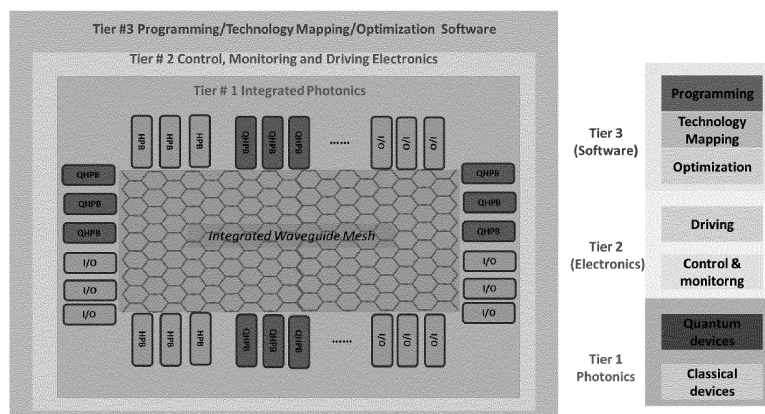 Tier #3 Programming/Technology Mapping/Optimization Software
Tier # 2 Control, Monitoring and Driving Electronics
Tier # 1 Integrated Photonics
HPB
HPB
HPB
QHPB
QHPB
QHPB
......
I/O
I/O
I/O
QHPB
QHPB
QHPB
I/O
I/O
I/O
Integrated Waveguide Mesh
QHPB
QHPB
QHPB
I/O
I/O
I/O
HPB
HPB
HPB
QHPB
QHPB
QHPB
......
I/O
I/O
I/O
Tier 3
(Software)
Programming
Technology
Mapping
Optimization
Tier 2
(Electronics)
Driving
Control &
monitorng
Tier 1
Photonics
Quantum
devices
Classical
devices